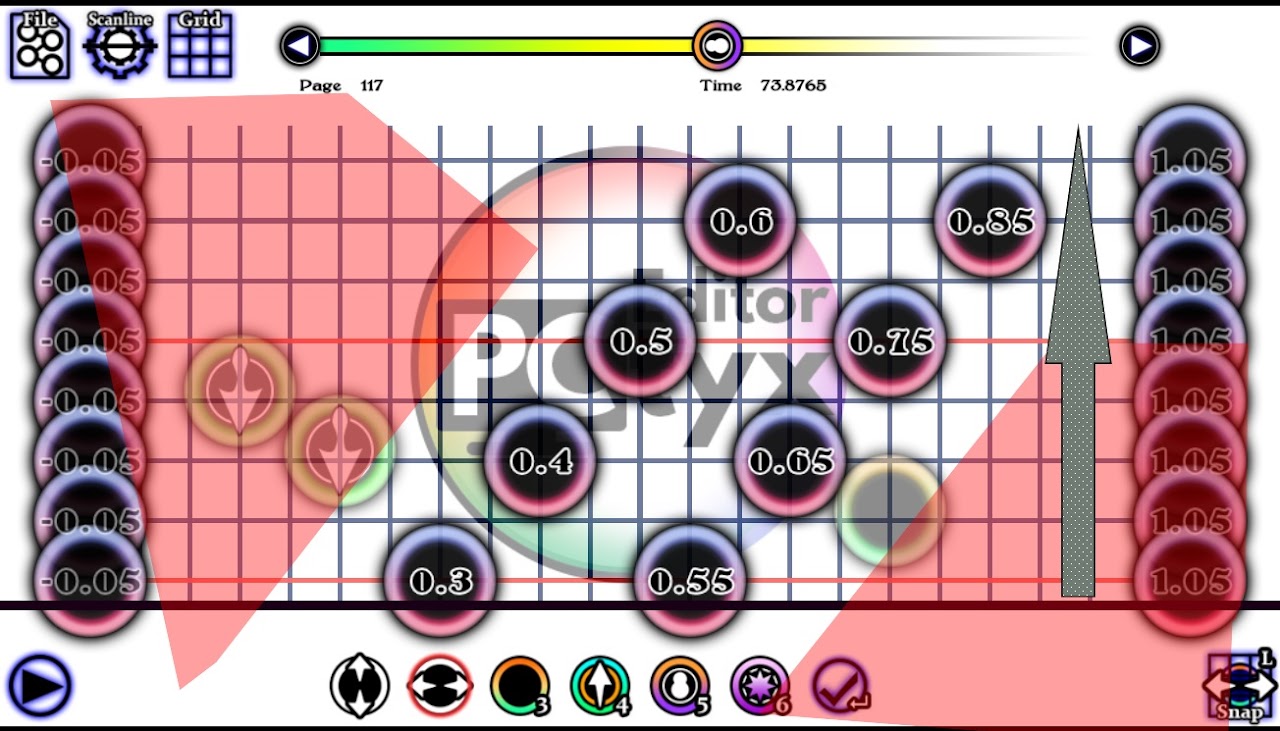 File Scanline Grid
Page 117 Time 73.8765
-0.05 1.05
-0.05 0.6 0.85 1.05
-0.05 1.05
Editor
-0.05 0.5 0.75 1.05
-0.05 1.05
-0.05 0.4 0.65 1.05
-0.05 1.05
-0.05 0.3 0.55 1.05
L
3 4 5 6
Snap